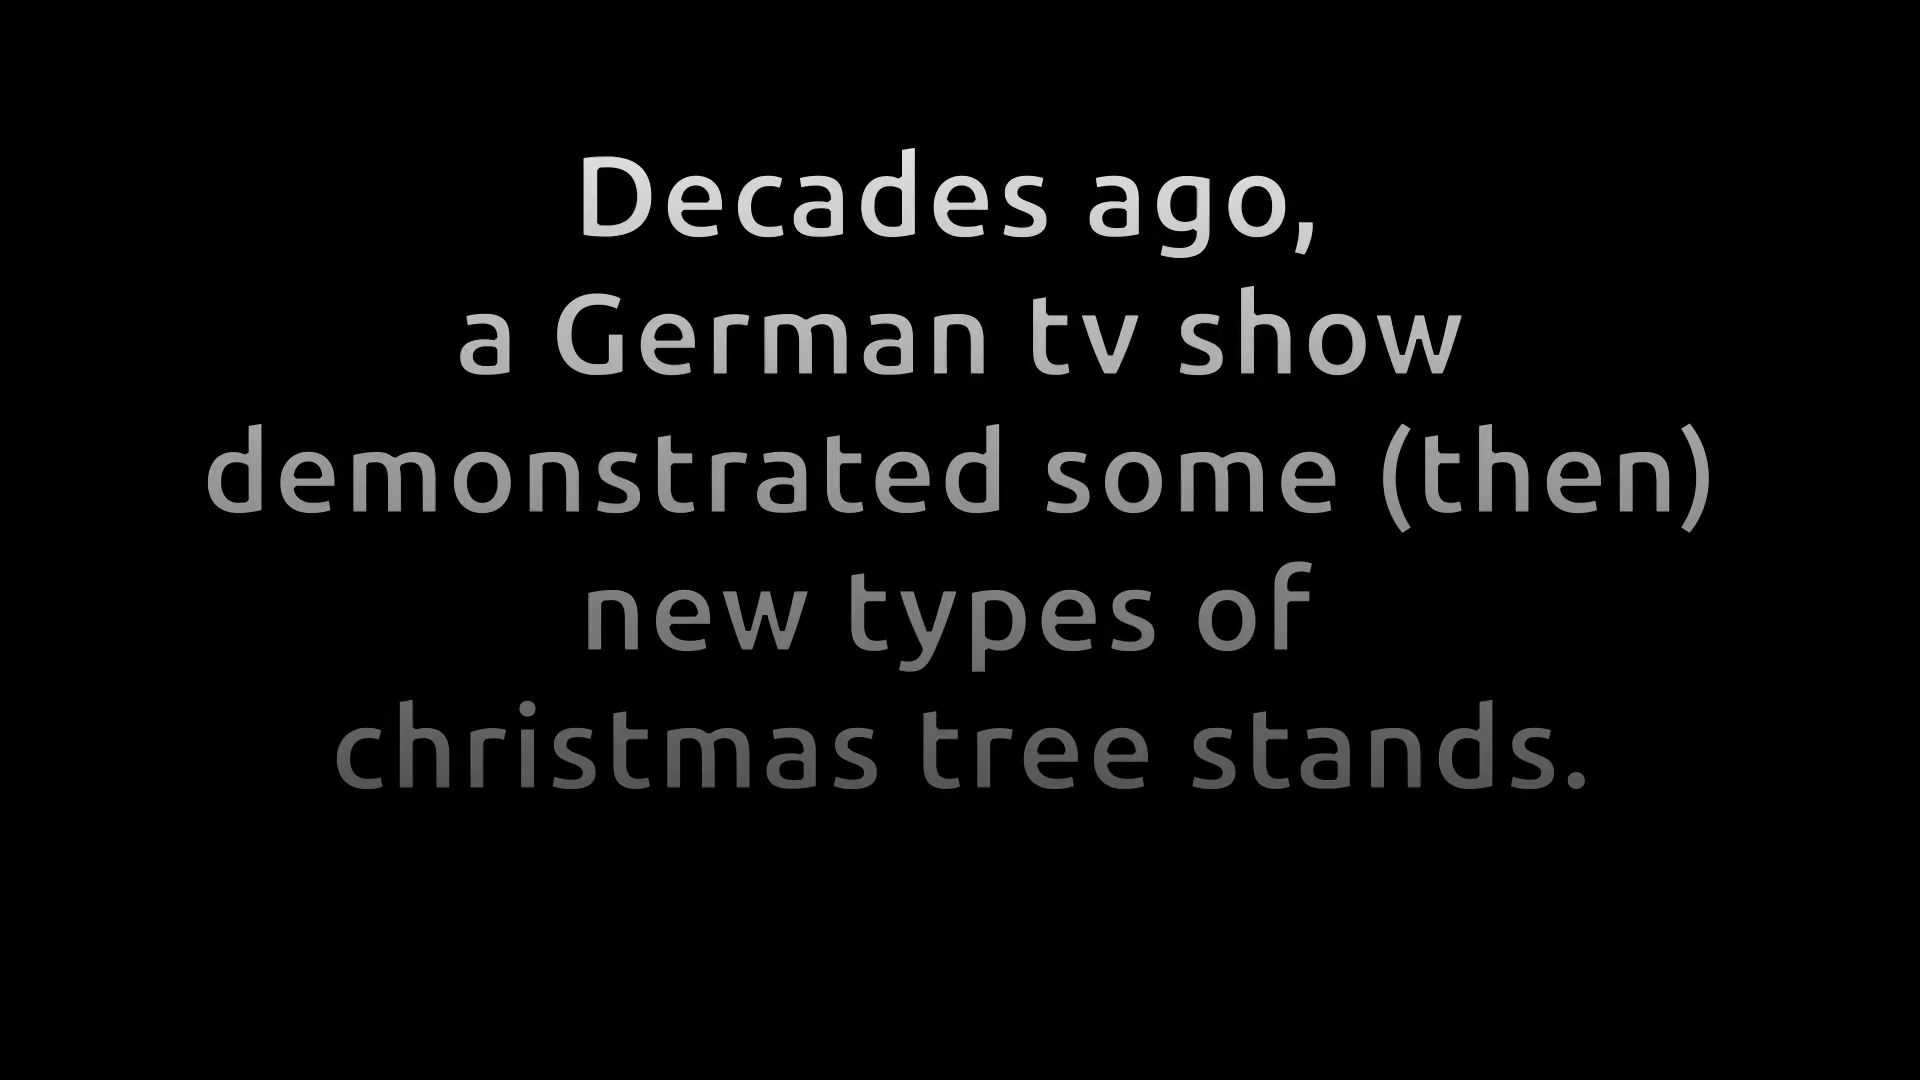 Decades ago,
a German tv show
demonstrated some (then)
new types of
christmas tree stands.